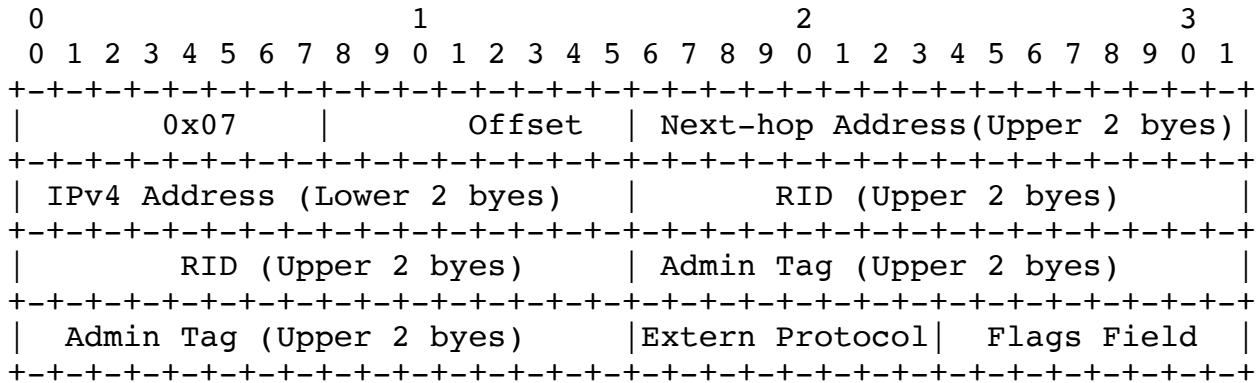 0 1 2 3
0 1 2 3 4 5 6 7 8 9 0 1 2 3 4 5 6 7 8 9 0 1 2 3 4 5 6 7 8 9 0 1
+-+-+-+-+-+-+-+-+-+-+-+-+-+-+-+-+-+-+-+-+-+-+-+-+-+-+-+-+-+-+-+-+
| 0x07 | Offset | Next-hop Address(Upper 2 byes)|
+-+-+-+-+-+-+-+-+-+-+-+-+-+-+-+-+-+-+-+-+-+-+-+-+-+-+-+-+-+-+-+-+
| IPv4 Address (Lower 2 byes) | RID (Upper 2 byes) |
+-+-+-+-+-+-+-+-+-+-+-+-+-+-+-+-+-+-+-+-+-+-+-+-+-+-+-+-+-+-+-+-+
| RID (Upper 2 byes) | Admin Tag (Upper 2 byes) |
+-+-+-+-+-+-+-+-+-+-+-+-+-+-+-+-+-+-+-+-+-+-+-+-+-+-+-+-+-+-+-+-+
| Admin Tag (Upper 2 byes) |Extern Protocol| Flags Field |
+-+-+-+-+-+-+-+-+-+-+-+-+-+-+-+-+-+-+-+-+-+-+-+-+-+-+-+-+-+-+-+-+